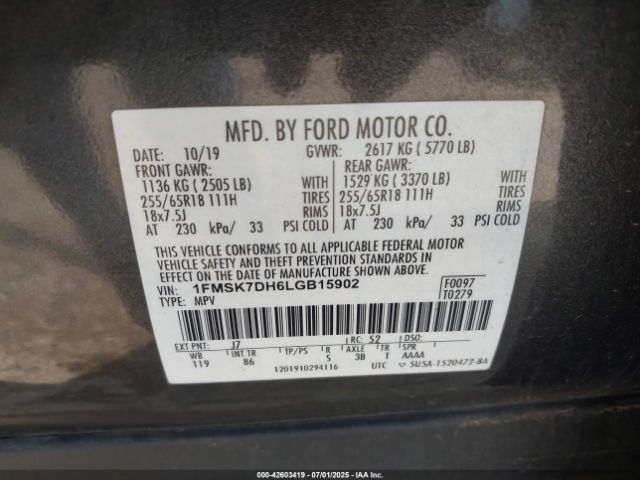 MFD. BY FORD MOTOR CO.
DATE: 10/19 GVWR: 2617 KG ( 5770 LB)
FRONT GAWR: REAR GAWR:
1136 KG ( 2505 LB) WITH 1529 KG ( 3370 LB) WITH
255/65R18 111H TIRES 255/65R18 111H TIRES
18x7.5J RIMS 18x7.5J RIMS
AT 230 kPa/ 33 PSI COLD AT 230 kPa/ 33 PSI COLD
THIS VEHICLE CONFORMS TO ALL APPLICABLE FEDERAL MOTOR
VEHICLE SAFETY AND THEFT PREVENTION STANDARDS IN
EFFECT ON THE DATE OF MANUFACTURE SHOWN ABOVE.
VIN: 1FMSK7DH6LGB15902 F0097
TYPE: MPV T0279
EXT PNT: J7 RC: 52 DSO:
WB INT TR TP/PS R AXLE TR SPR
119 86 S 3B T AAAA
1201910294116 UTC ▽ 5U5A-1520472-BA
000-42603419 | 07/01/2025 | IAAI.COM